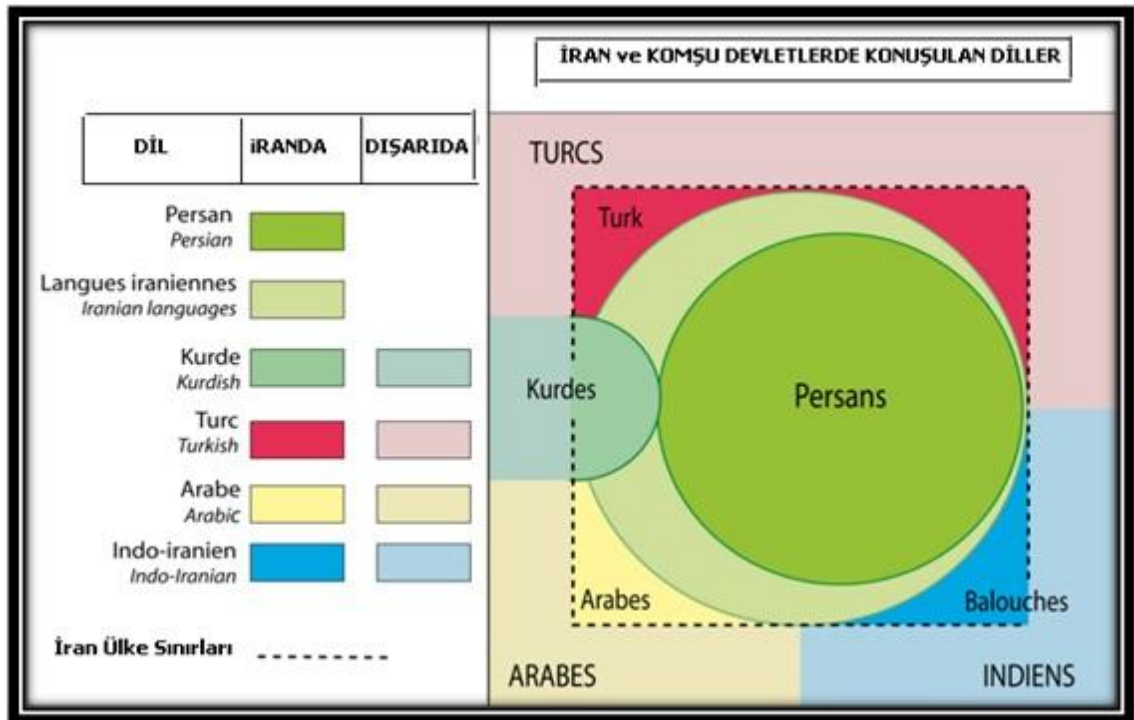 İRAN ve KOMŞU DEVLETLERDE KONUŞULAN DİLLER
DİL İRANDA DIŞARIDA
Persan
Persian
Langues iraniennes
Iranian languages
Kurde
Kurdish
Turc
Turkish
Arabe
Arabic
Indo-iranien
Indo-Iranian
İran Ülke Sınırları
TURCS
Turk
Kurdes
Persans
Arabes
Balouches
ARABES
INDIENS